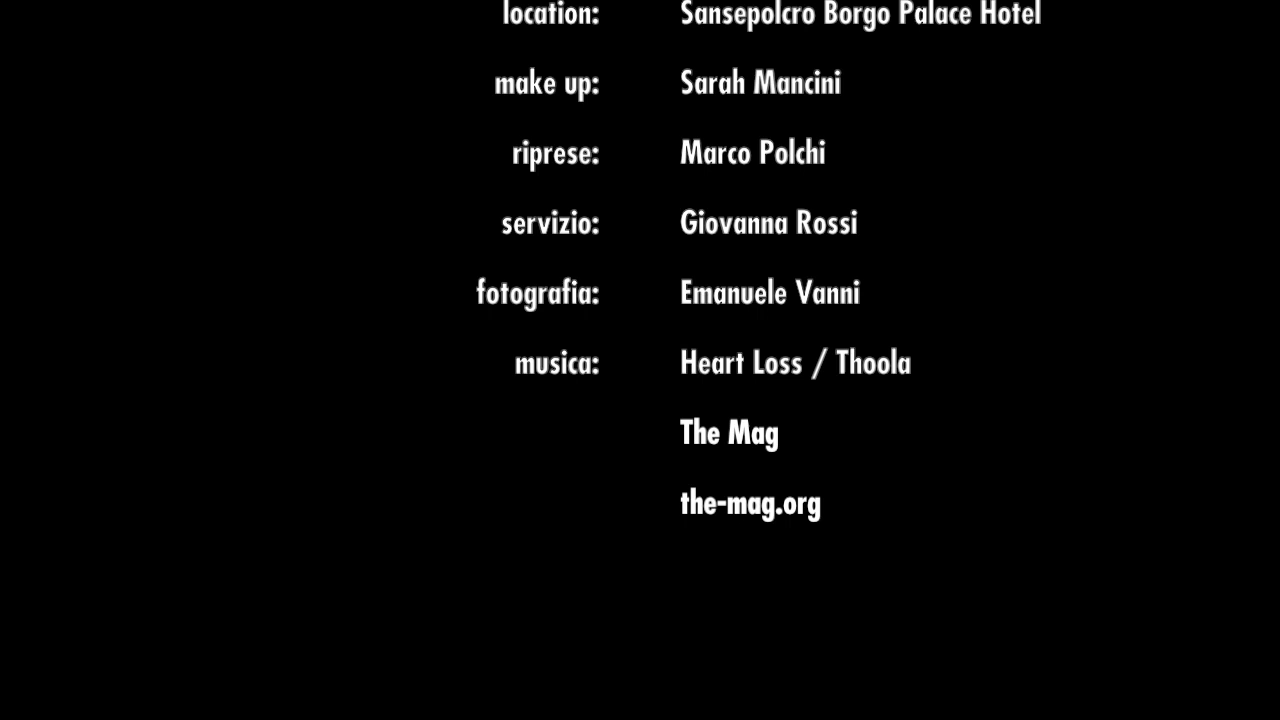 location: Sansepolcro Borgo Palace Hotel
make up: Sarah Mancini
riprese: Marco Polchi
servizio: Giovanna Rossi
fotografia: Emanuele Vanni
musica: Heart Loss / Thoola
The Mag
the-mag.org